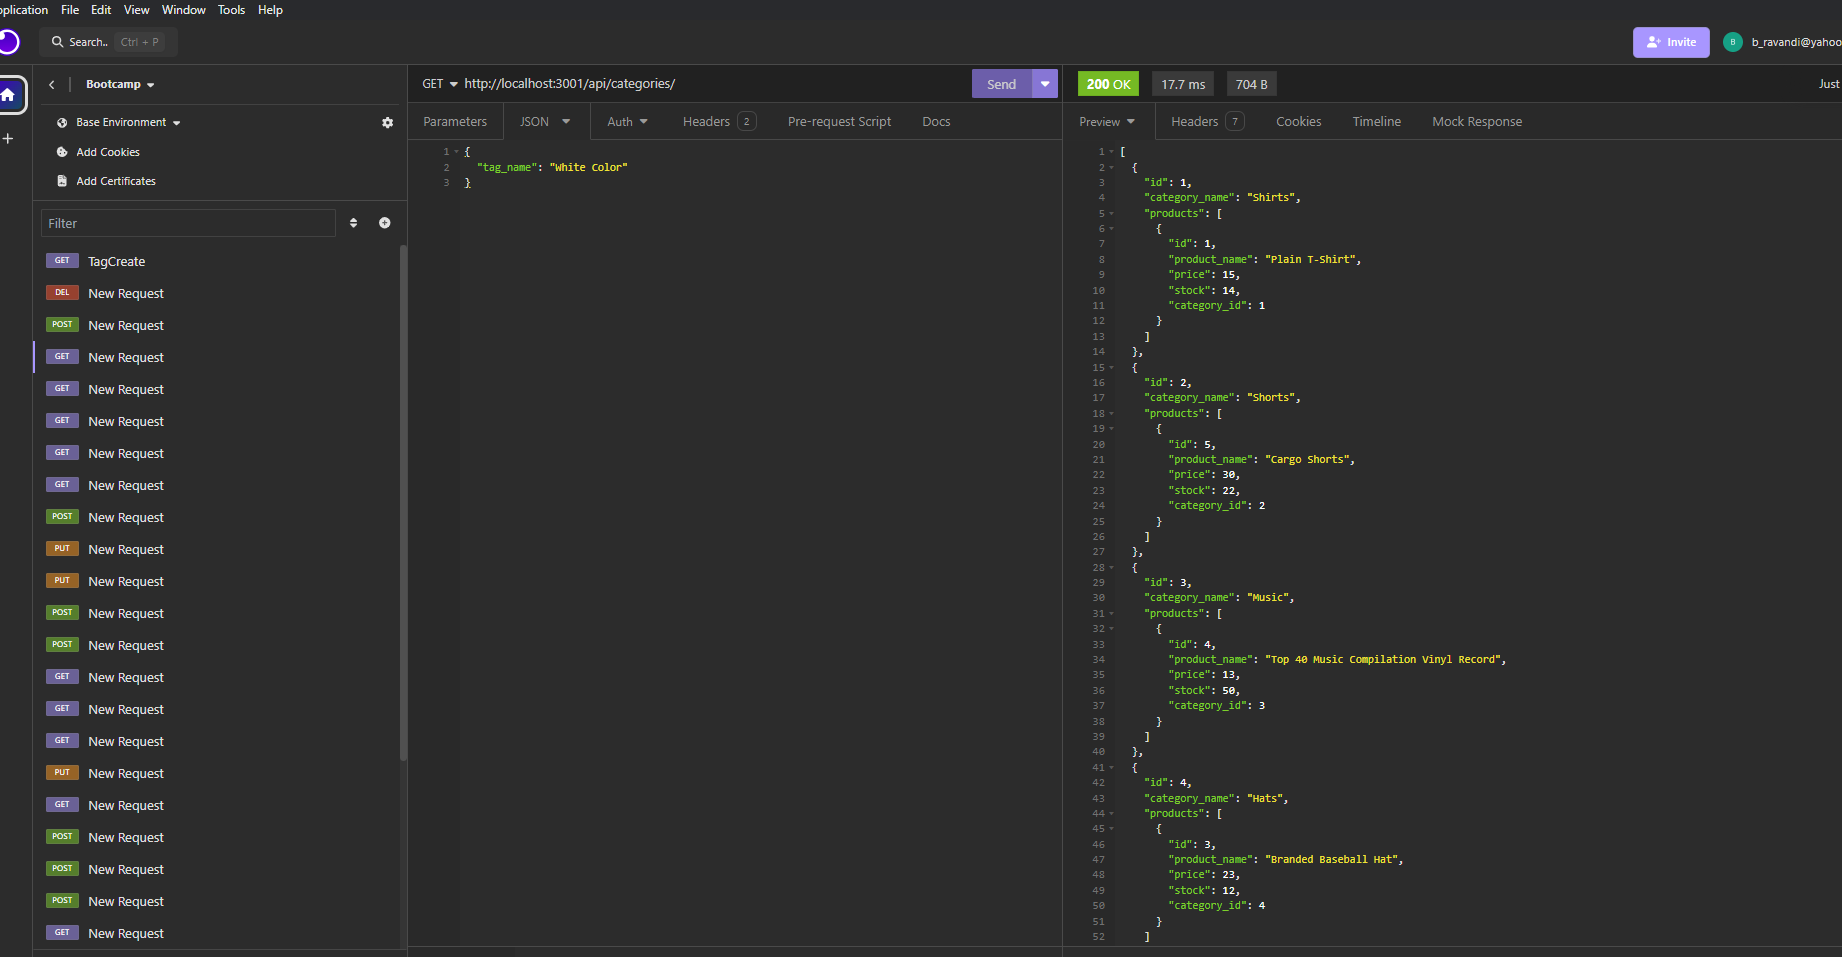 plication File Edit View Window Tools Help
Search.. Ctrl + P
Invite
B b_ravandi@yahoo
Bootcamp
Base Environment
Add Cookies
Add Certificates
Filter
GET TagCreate
DEL New Request
POST New Request
GET New Request
GET New Request
GET New Request
GET New Request
GET New Request
POST New Request
PUT New Request
PUT New Request
POST New Request
POST New Request
GET New Request
GET New Request
GET New Request
PUT New Request
GET New Request
POST New Request
POST New Request
POST New Request
GET New Request
GET http://localhost:3001/api/categories/ Send
Parameters JSON Auth Headers 2 Pre-request Script Docs
1 {
2 "tag_name": "White Color"
3 }
200 OK 17.7 ms 704 B Just
Preview Headers 7 Cookies Timeline Mock Response
1 [
2 {
3 "id": 1,
4 "category_name": "Shirts",
5 "products": [
6 {
7 "id": 1,
8 "product_name": "Plain T-Shirt",
9 "price": 15,
10 "stock": 14,
11 "category_id": 1
12 }
13 ]
14 },
15 {
16 "id": 2,
17 "category_name": "Shorts",
18 "products": [
19 {
20 "id": 5,
21 "product_name": "Cargo Shorts",
22 "price": 30,
23 "stock": 22,
24 "category_id": 2
25 }
26 ]
27 },
28 {
29 "id": 3,
30 "category_name": "Music",
31 "products": [
32 {
33 "id": 4,
34 "product_name": "Top 40 Music Compilation Vinyl Record",
35 "price": 13,
36 "stock": 50,
37 "category_id": 3
38 }
39 ]
40 },
41 {
42 "id": 4,
43 "category_name": "Hats",
44 "products": [
45 {
46 "id": 3,
47 "product_name": "Branded Baseball Hat",
48 "price": 23,
49 "stock": 12,
50 "category_id": 4
51 }
52 ]